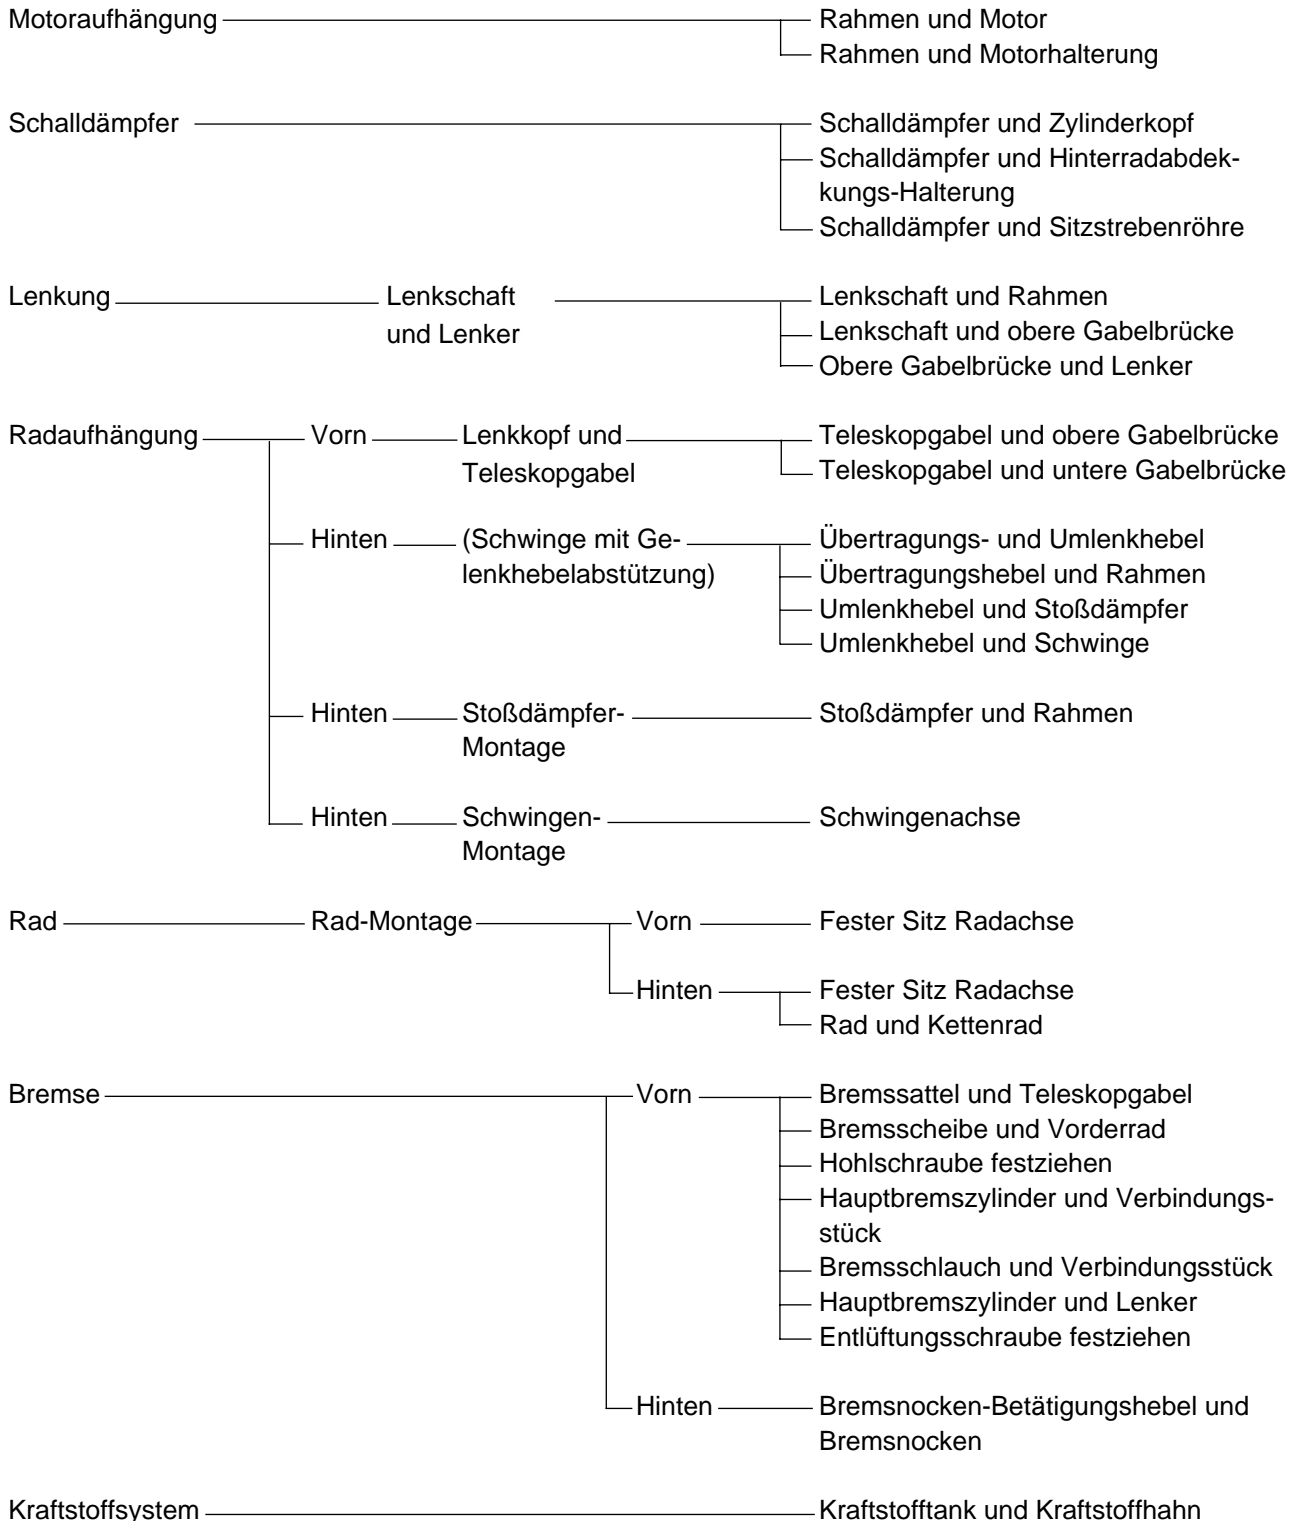 Motoraufhängung Rahmen und Motor
Rahmen und Motorhalterung
Schalldämpfer Schalldämpfer und Zylinderkopf
Schalldämpfer und Hinterradabdek-
kungs-Halterung
Schalldämpfer und Sitzstrebenröhre
Lenkung Lenkschaft Lenkschaft und Rahmen
und Lenker Lenkschaft und obere Gabelbrücke
Obere Gabelbrücke und Lenker
Radaufhängung Vorn Lenkkopf und Teleskopgabel und obere Gabelbrücke
Teleskopgabel Teleskopgabel und untere Gabelbrücke
Hinten (Schwinge mit Ge- Übertragungs- und Umlenkhebel
lenkhebelabstützung) Übertragungshebel und Rahmen
Umlenkhebel und Stoßdämpfer
Umlenkhebel und Schwinge
Hinten Stoßdämpfer- Stoßdämpfer und Rahmen
Montage
Hinten Schwingen- Schwingenachse
Montage
Rad Rad-Montage Vorn Fester Sitz Radachse
Hinten Fester Sitz Radachse
Rad und Kettenrad
Bremse Vorn Bremssattel und Teleskopgabel
Bremsscheibe und Vorderrad
Hohlschraube festziehen
Hauptbremszylinder und Verbindungs-
stück
Bremsschlauch und Verbindungsstück
Hauptbremszylinder und Lenker
Entlüftungsschraube festziehen
Hinten Bremsnocken-Betätigungshebel und
Bremsnocken
Kraftstoffsystem Kraftstofftank und Kraftstoffhahn